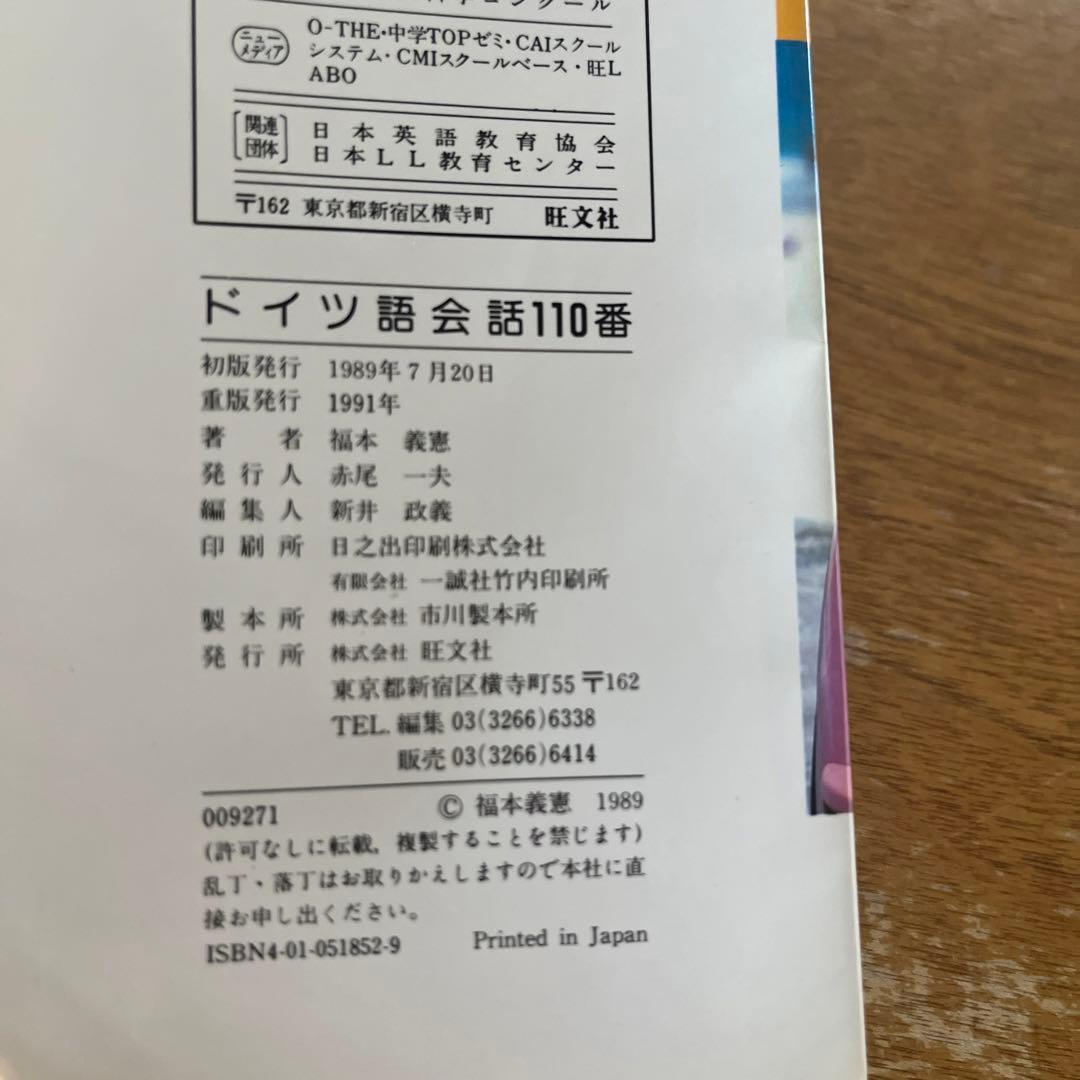 コンクール
ニューメディア
O-THE・中学TOPゼミ・CAIスクール
システム・CMIスクールベース・旺L
ABO
関連団体
日本英語教育協会
日本LL教育センター
〒162 東京都新宿区横寺町 旺文社
ドイツ語会話110番
初版発行 1989年7月20日
重版発行 1991年
著者 福本 義憲
発行人 赤尾 一夫
編集人 新井 政義
印刷所 日之出印刷株式会社
有限会社 一誠社竹内印刷所
製本所 株式会社 市川製本所
発行所 株式会社 旺文社
東京都新宿区横寺町55 〒162
TEL. 編集 03(3266)6338
販売 03(3266)6414
009271 © 福本義憲 1989
(許可なしに転載, 複製することを禁じます)
乱丁・落丁はお取りかえしますので本社に直
接お申し出ください。
ISBN4-01-051852-9 Printed in Japan